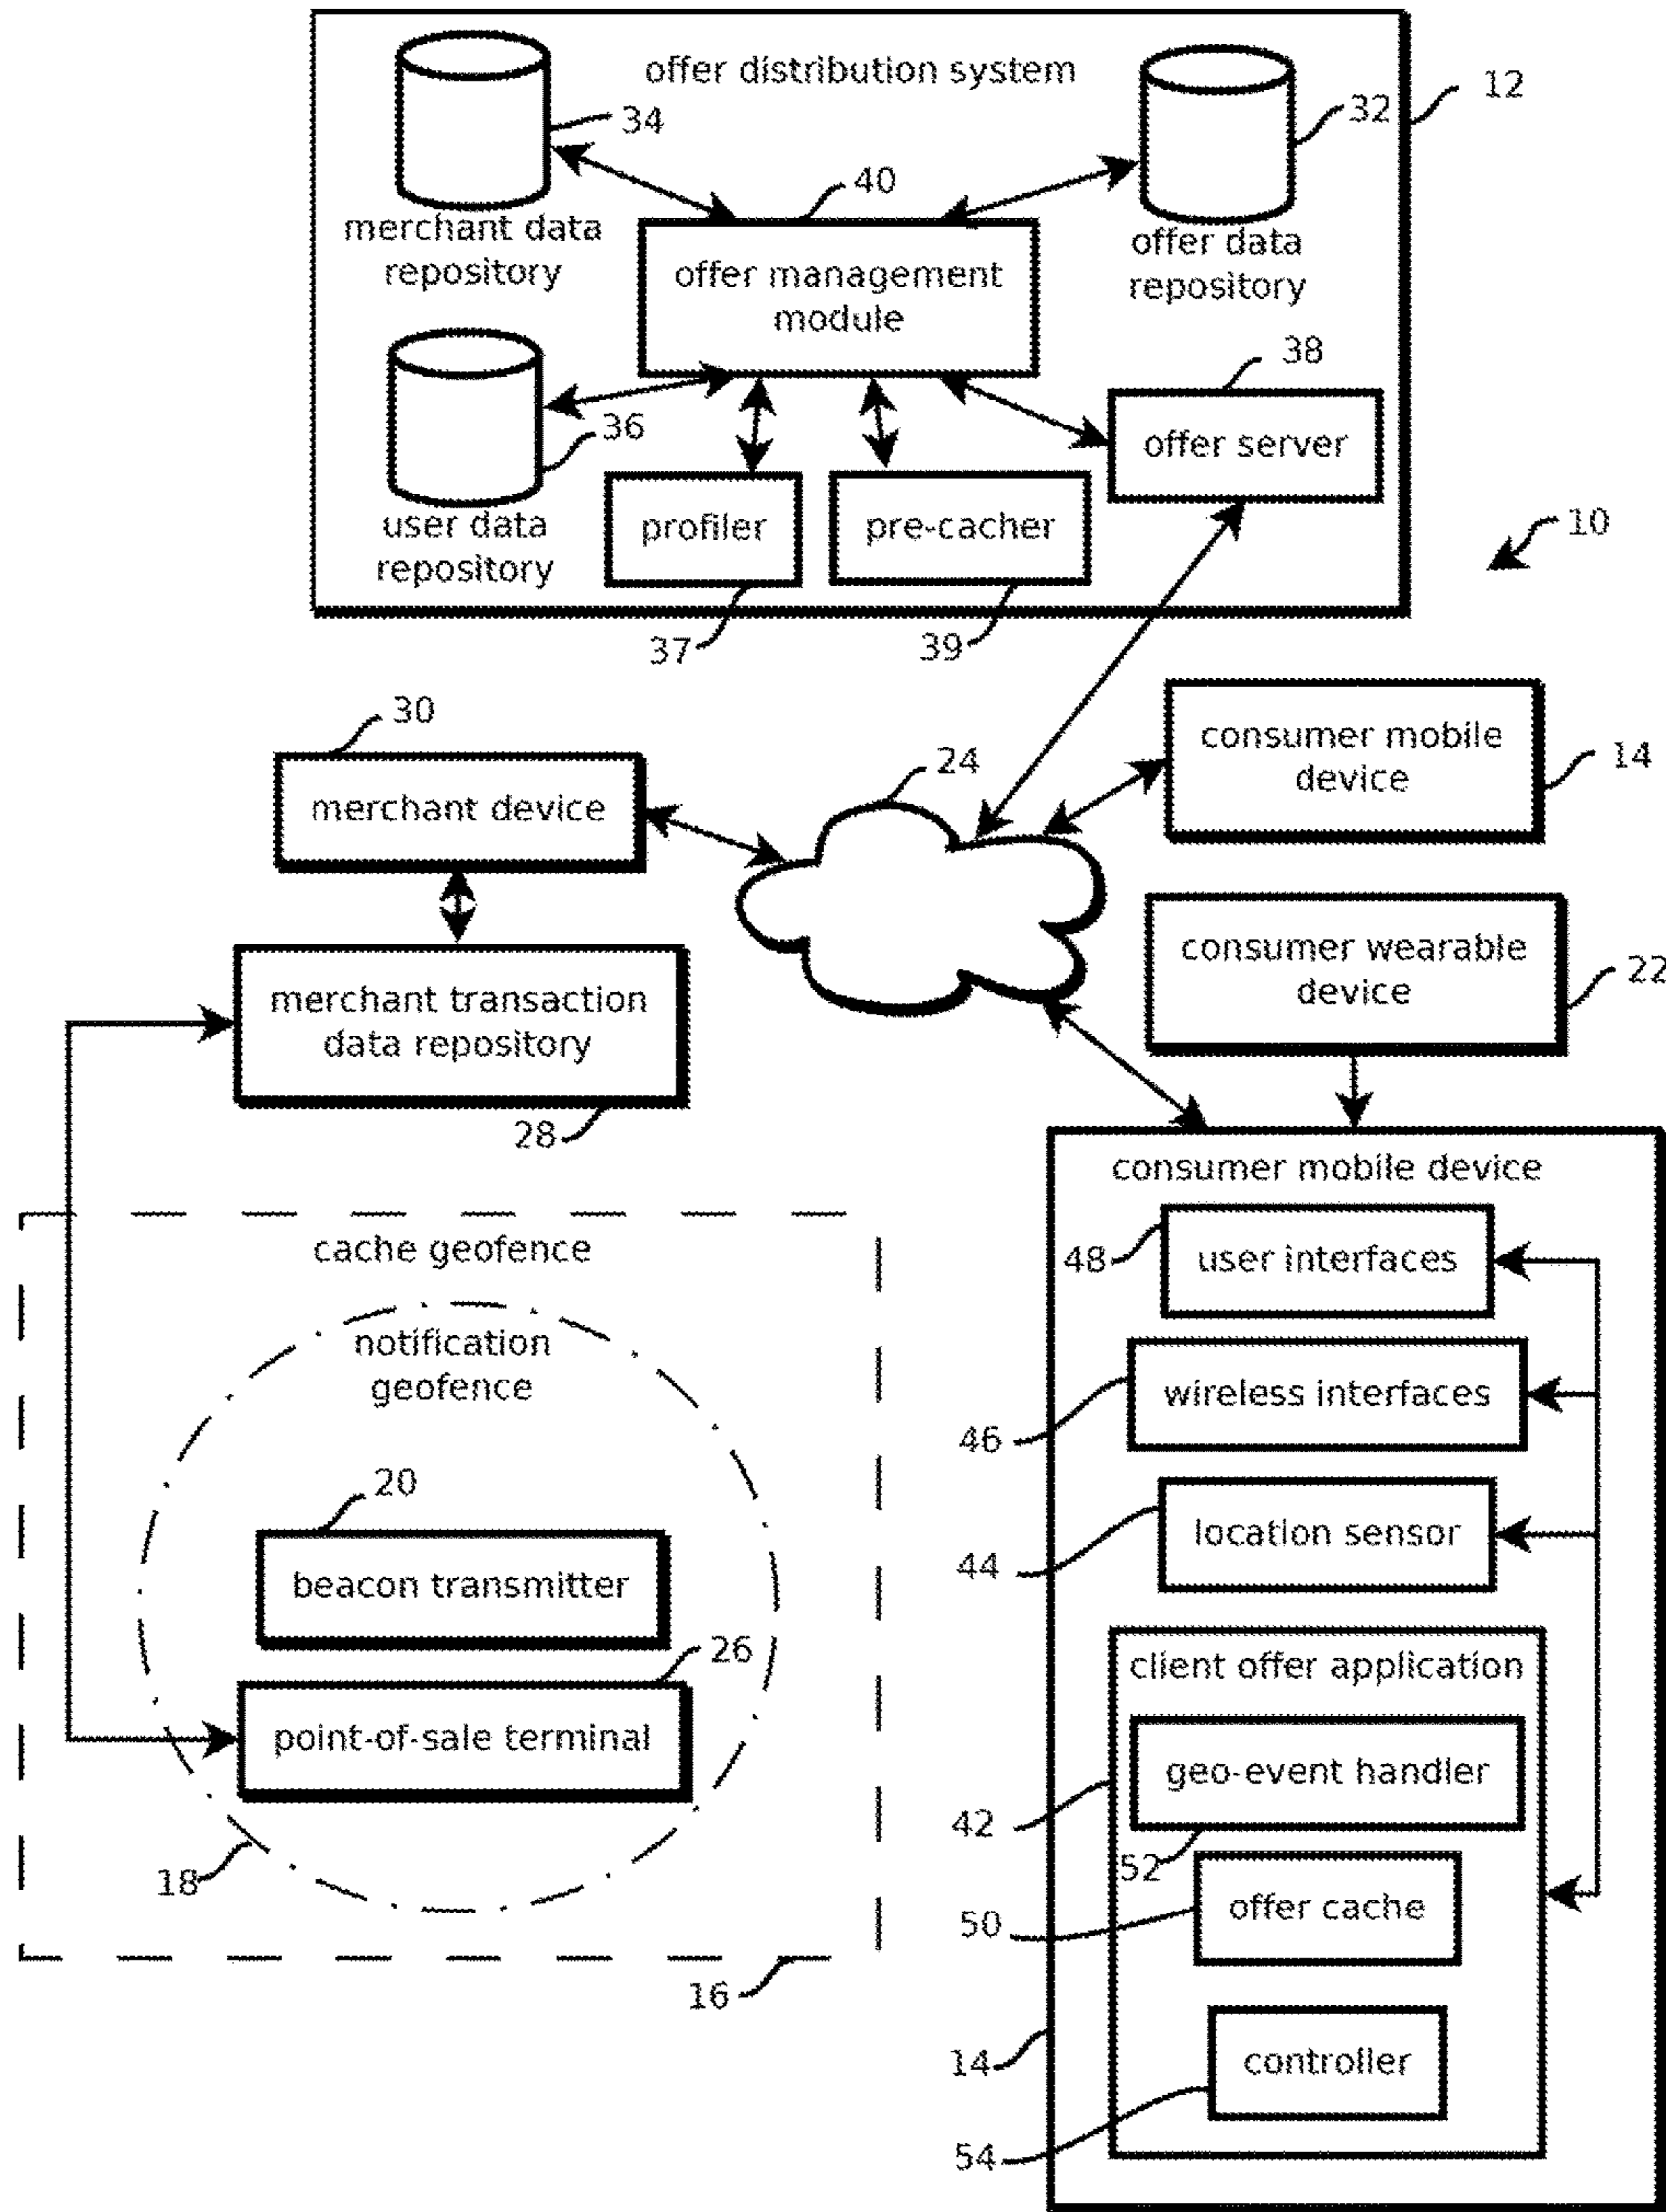 offer distribution system
12
34
32
40
merchant data
repository
offer data
repository
offer management
module
38
36
offer server
user data
repository
profiler
pre-cacher
10
37
39
30
consumer mobile
device
14
24
merchant device
consumer wearable
device
22
merchant transaction
data repository
28
consumer mobile device
cache geofence
48
user interfaces
notification
geofence
46
wireless interfaces
20
44
location sensor
beacon transmitter
26
client offer application
point-of-sale terminal
geo-event handler
42
52
18
50
offer cache
16
14
controller
54